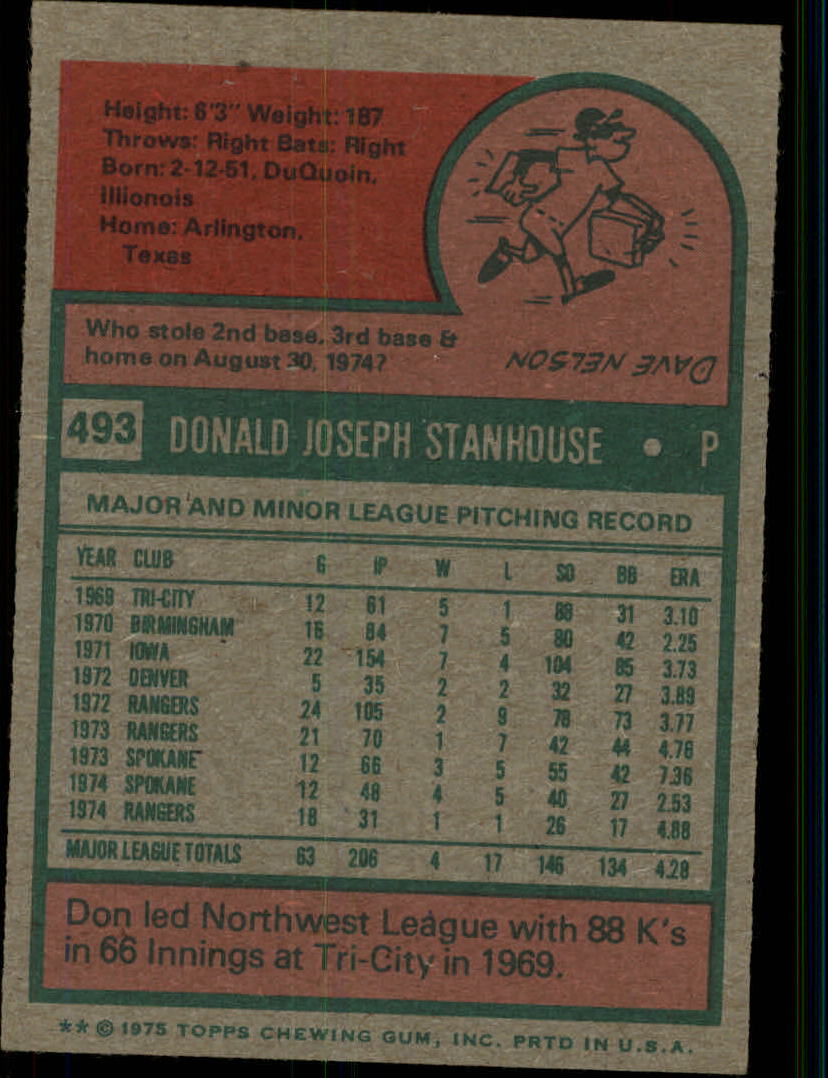 Height: 6'3" Weight: 187
Throws: Right Bats: Right
Born: 2-12-51, DuQuoin,
Illionois
Home: Arlington,
Texas
Who stole 2nd base, 3rd base &
home on August 30, 1974?
DAVE NELSON
493 DONALD JOSEPH STANHOUSE • P
MAJOR AND MINOR LEAGUE PITCHING RECORD
YEAR CLUB G IP W L SO BB ERA
1969 TRI-CITY 12 61 5 1 88 31 3.10
1970 BIRMINGHAM 16 84 7 5 80 42 2.25
1971 IOWA 22 154 7 4 104 85 3.73
1972 DENVER 5 35 2 2 32 27 3.89
1972 RANGERS 24 105 2 9 78 73 3.77
1973 RANGERS 21 70 1 7 42 44 4.76
1973 SPOKANE 12 66 3 5 55 42 7.36
1974 SPOKANE 12 48 4 5 40 27 2.53
1974 RANGERS 18 31 1 1 26 17 4.88
MAJOR LEAGUE TOTALS 63 206 4 17 146 134 4.28
Don led Northwest League with 88 K's
in 66 Innings at Tri-City in 1969.
** © 1975 TOPPS CHEWING GUM, INC. PRTD IN U.S.A.